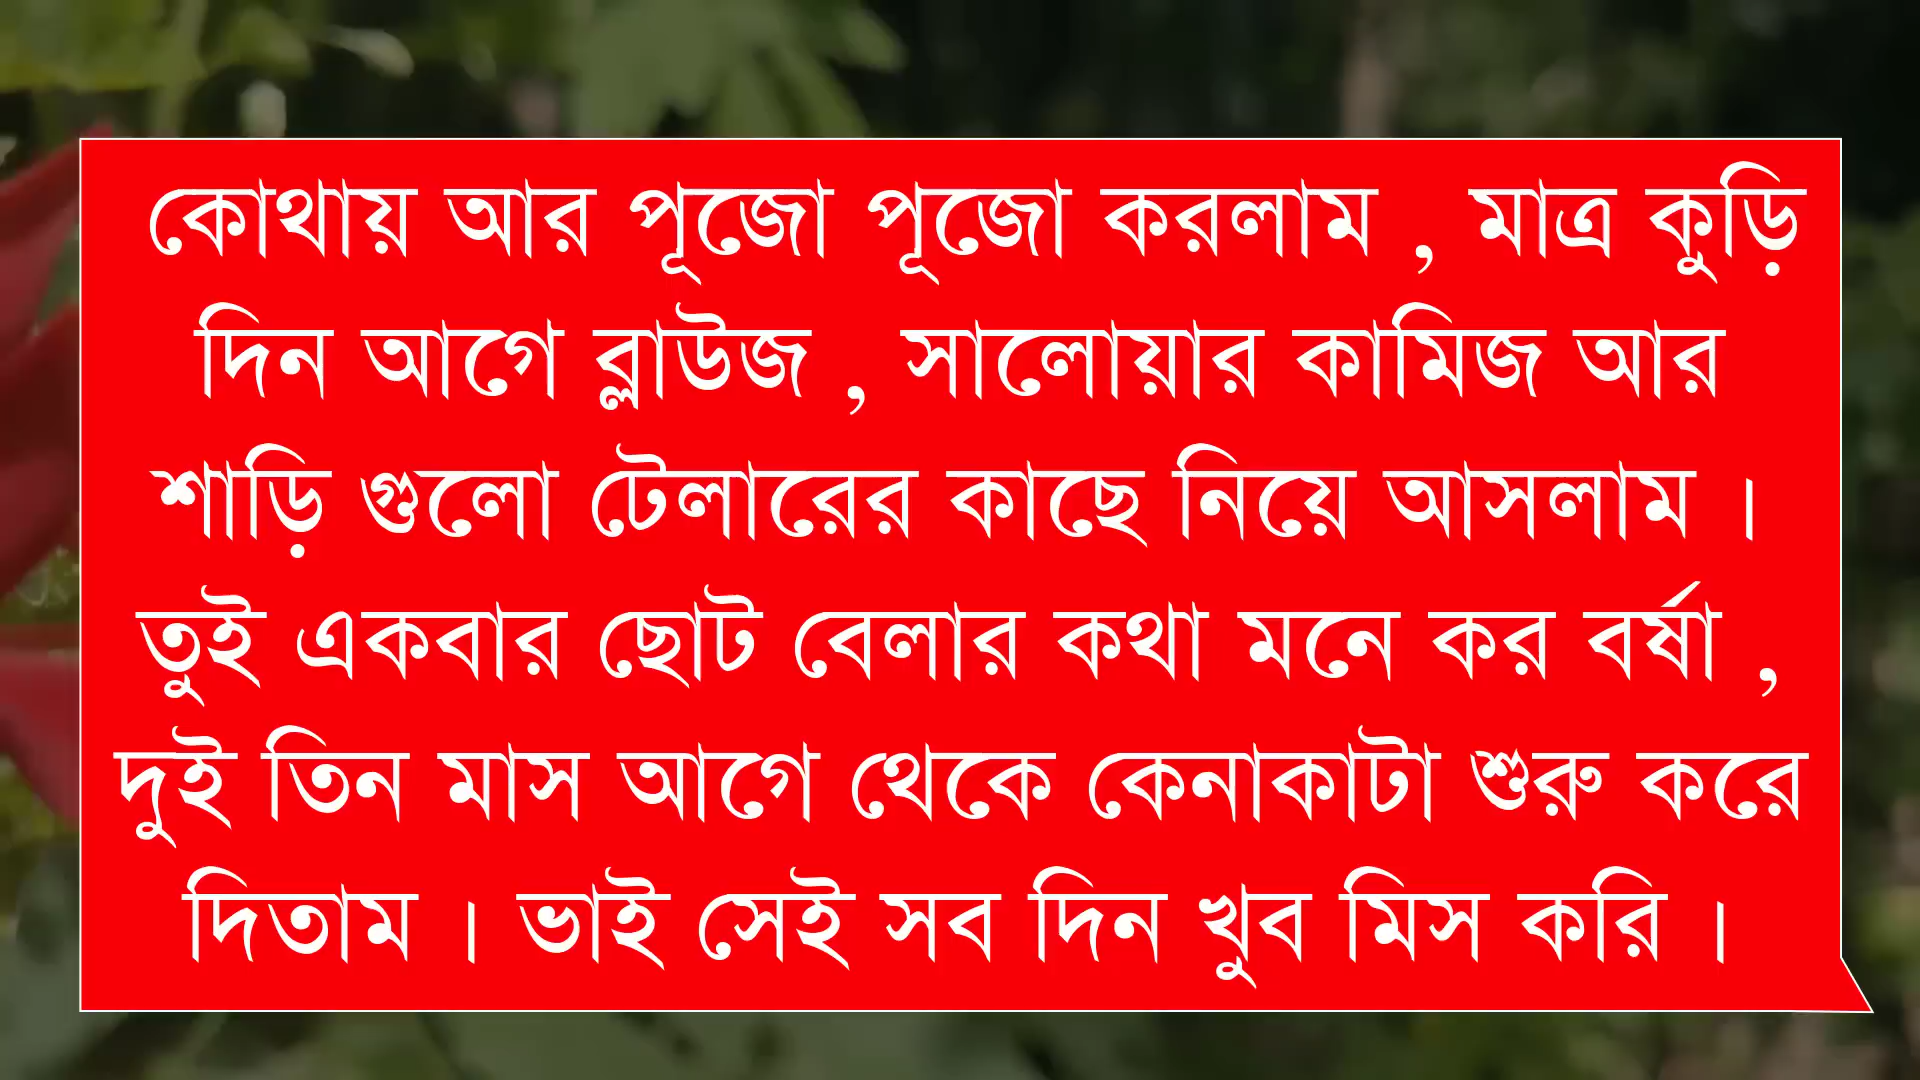 কোথায় আর পূজো পূজো করলাম , মাত্র কুড়ি
দিন আগে ব্লাউজ , সালোয়ার কামিজ আর
শাড়ি গুলো টেলারের কাছে নিয়ে আসলাম ।
তুই একবার ছোট বেলার কথা মনে কর বর্ষা ,
দুই তিন মাস আগে থেকে কেনাকাটা শুরু করে
দিতাম । ভাই সেই সব দিন খুব মিস করি ।